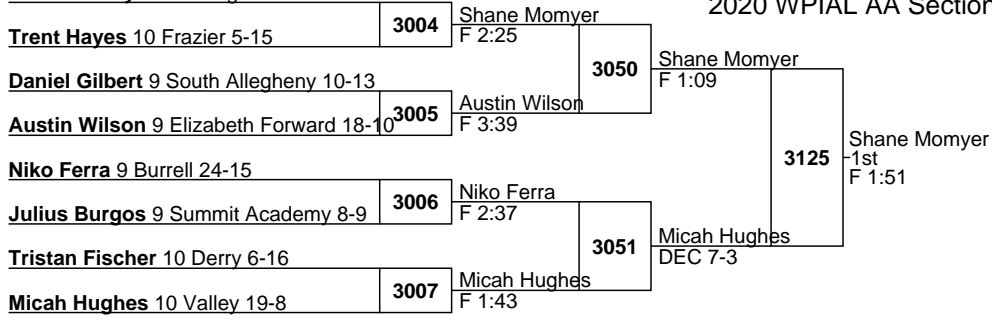 2020 WPIAL AA Section
3004
Shane Momyer
F 2:25
Trent Hayes 10 Frazier 5-15
3050
Shane Momyer
F 1:09
Daniel Gilbert 9 South Allegheny 10-13
3005
Austin Wilson
F 3:39
Austin Wilson 9 Elizabeth Forward 18-10
3125
Shane Momyer
1st
F 1:51
Niko Ferra 9 Burrell 24-15
3006
Niko Ferra
F 2:37
Julius Burgos 9 Summit Academy 8-9
3051
Micah Hughes
DEC 7-3
Tristan Fischer 10 Derry 6-16
3007
Micah Hughes
F 1:43
Micah Hughes 10 Valley 19-8